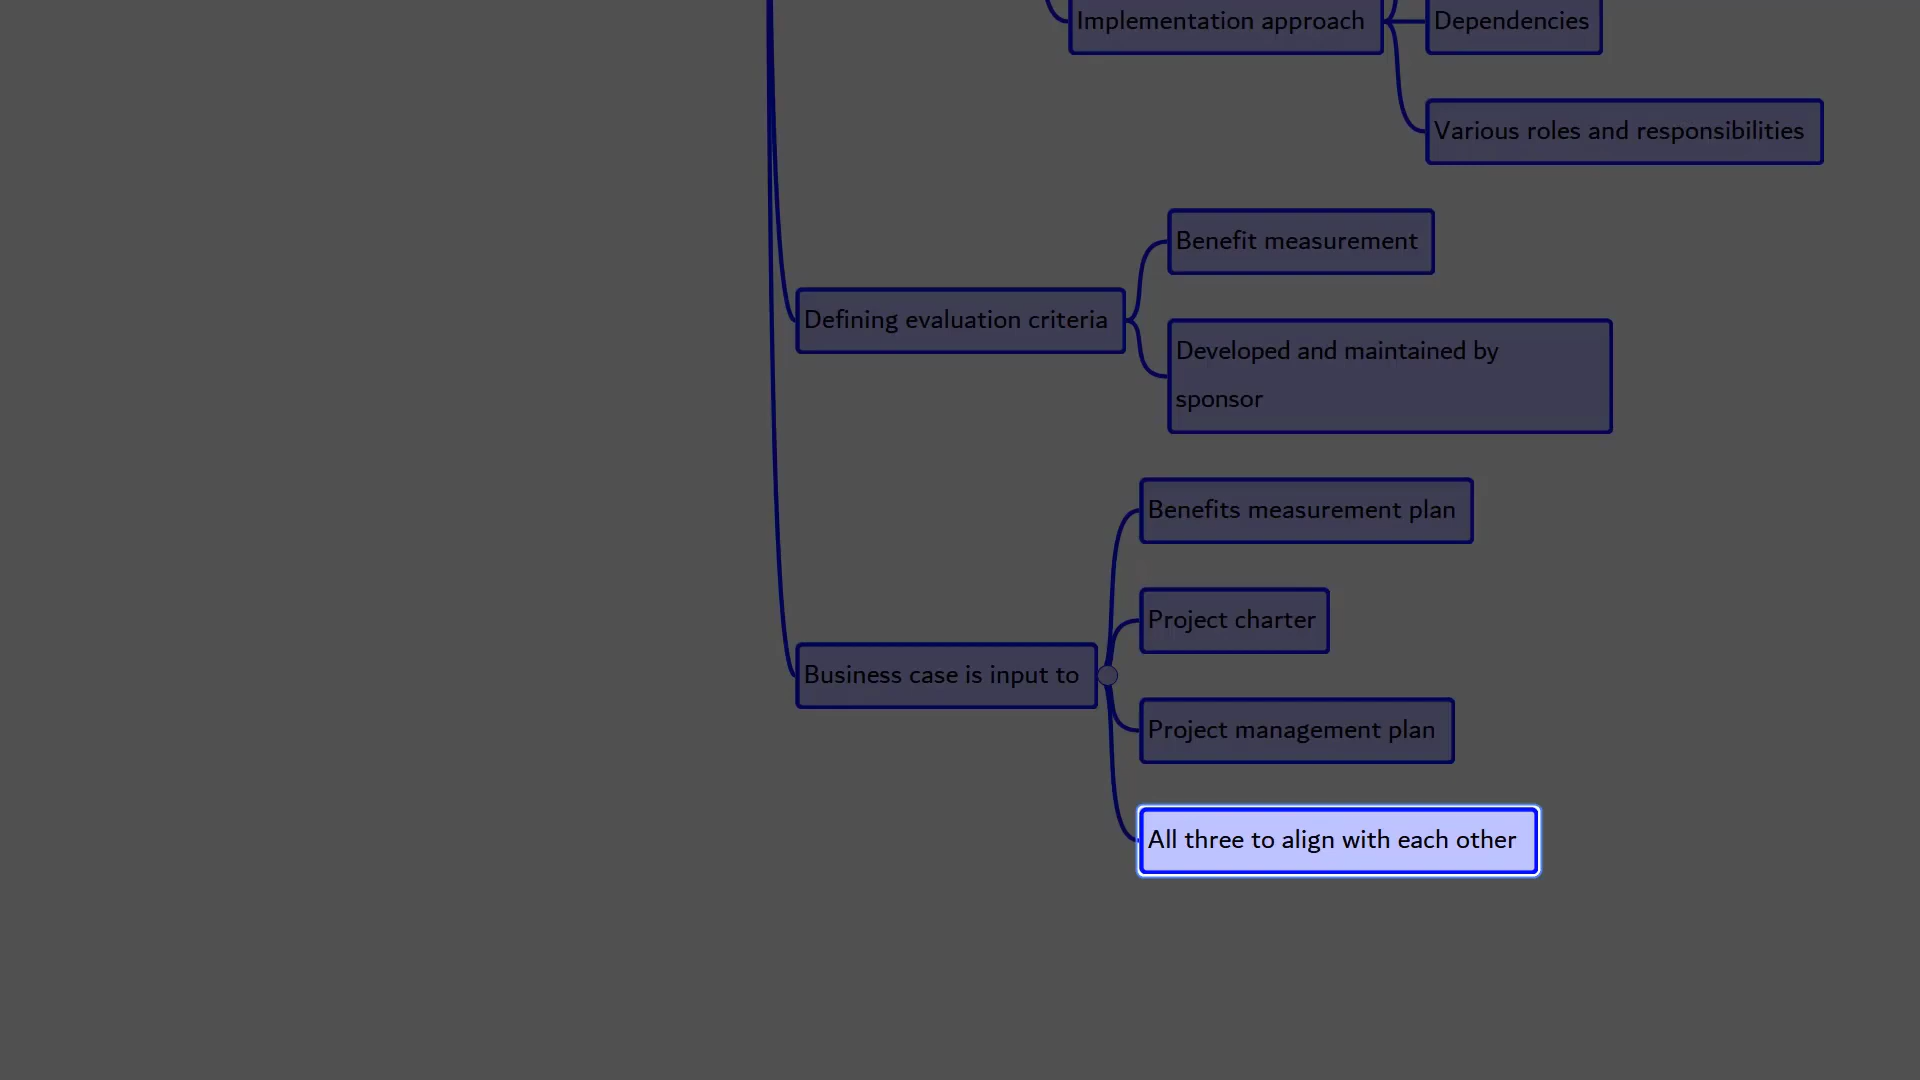 Implementation approach
Dependencies
Various roles and responsibilities
Defining evaluation criteria
Benefit measurement
Developed and maintained by
sponsor
Business case is input to
Benefits measurement plan
Project charter
Project management plan
All three to align with each other